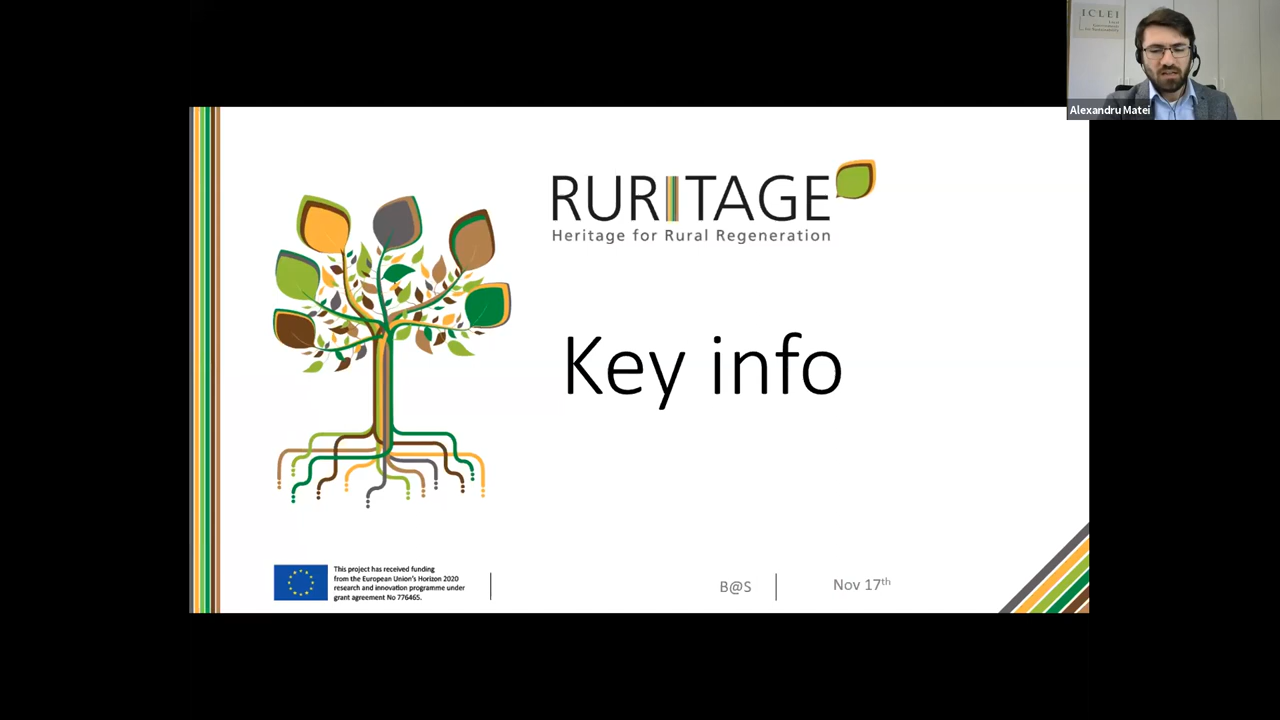 ICLEI
Alexandru Matei
RURITAGE
Heritage for Rural Regeneration
Key info
This project has received funding
from the European Union's Horizon 2020
research and innovation programme under
grant agreement No 776465.
B@S
Nov 17th